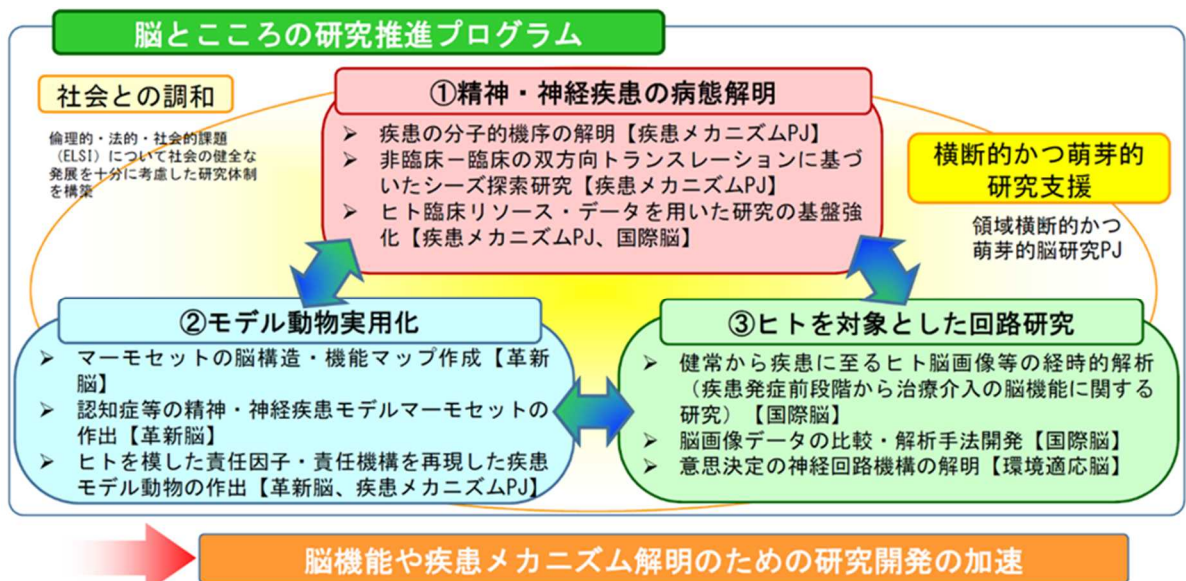 脳とこころの研究推進プログラム
社会との調和
倫理的・法的・社会的課題
(ELSI)について社会の健全な
発展を十分に考慮した研究体制
を構築
①精神・神経疾患の病態解明
➢ 疾患の分子的機序の解明【疾患メカニズムPJ】
➢ 非臨床－臨床の双方向トランスレーションに基づ
いたシーズ探索研究【疾患メカニズムPJ】
➢ ヒト臨床リソース・データを用いた研究の基盤強
化【疾患メカニズムPJ、国際脳】
横断的かつ萌芽的
研究支援
領域横断的かつ
萌芽的脳研究PJ
②モデル動物実用化
➢ マーモセットの脳構造・機能マップ作成【革新
脳】
➢ 認知症等の精神・神経疾患モデルマーモセットの
作出【革新脳】
➢ ヒトを模した責任因子・責任機構を再現した疾患
モデル動物の作出【革新脳、疾患メカニズムPJ】
③ヒトを対象とした回路研究
➢ 健常から疾患に至るヒト脳画像等の経時的解析
(疾患発症前段階から治療介入の脳機能に関する
研究)【国際脳】
➢ 脳画像データの比較・解析手法開発【国際脳】
➢ 意思決定の神経回路機構の解明【環境適応脳】
脳機能や疾患メカニズム解明のための研究開発の加速